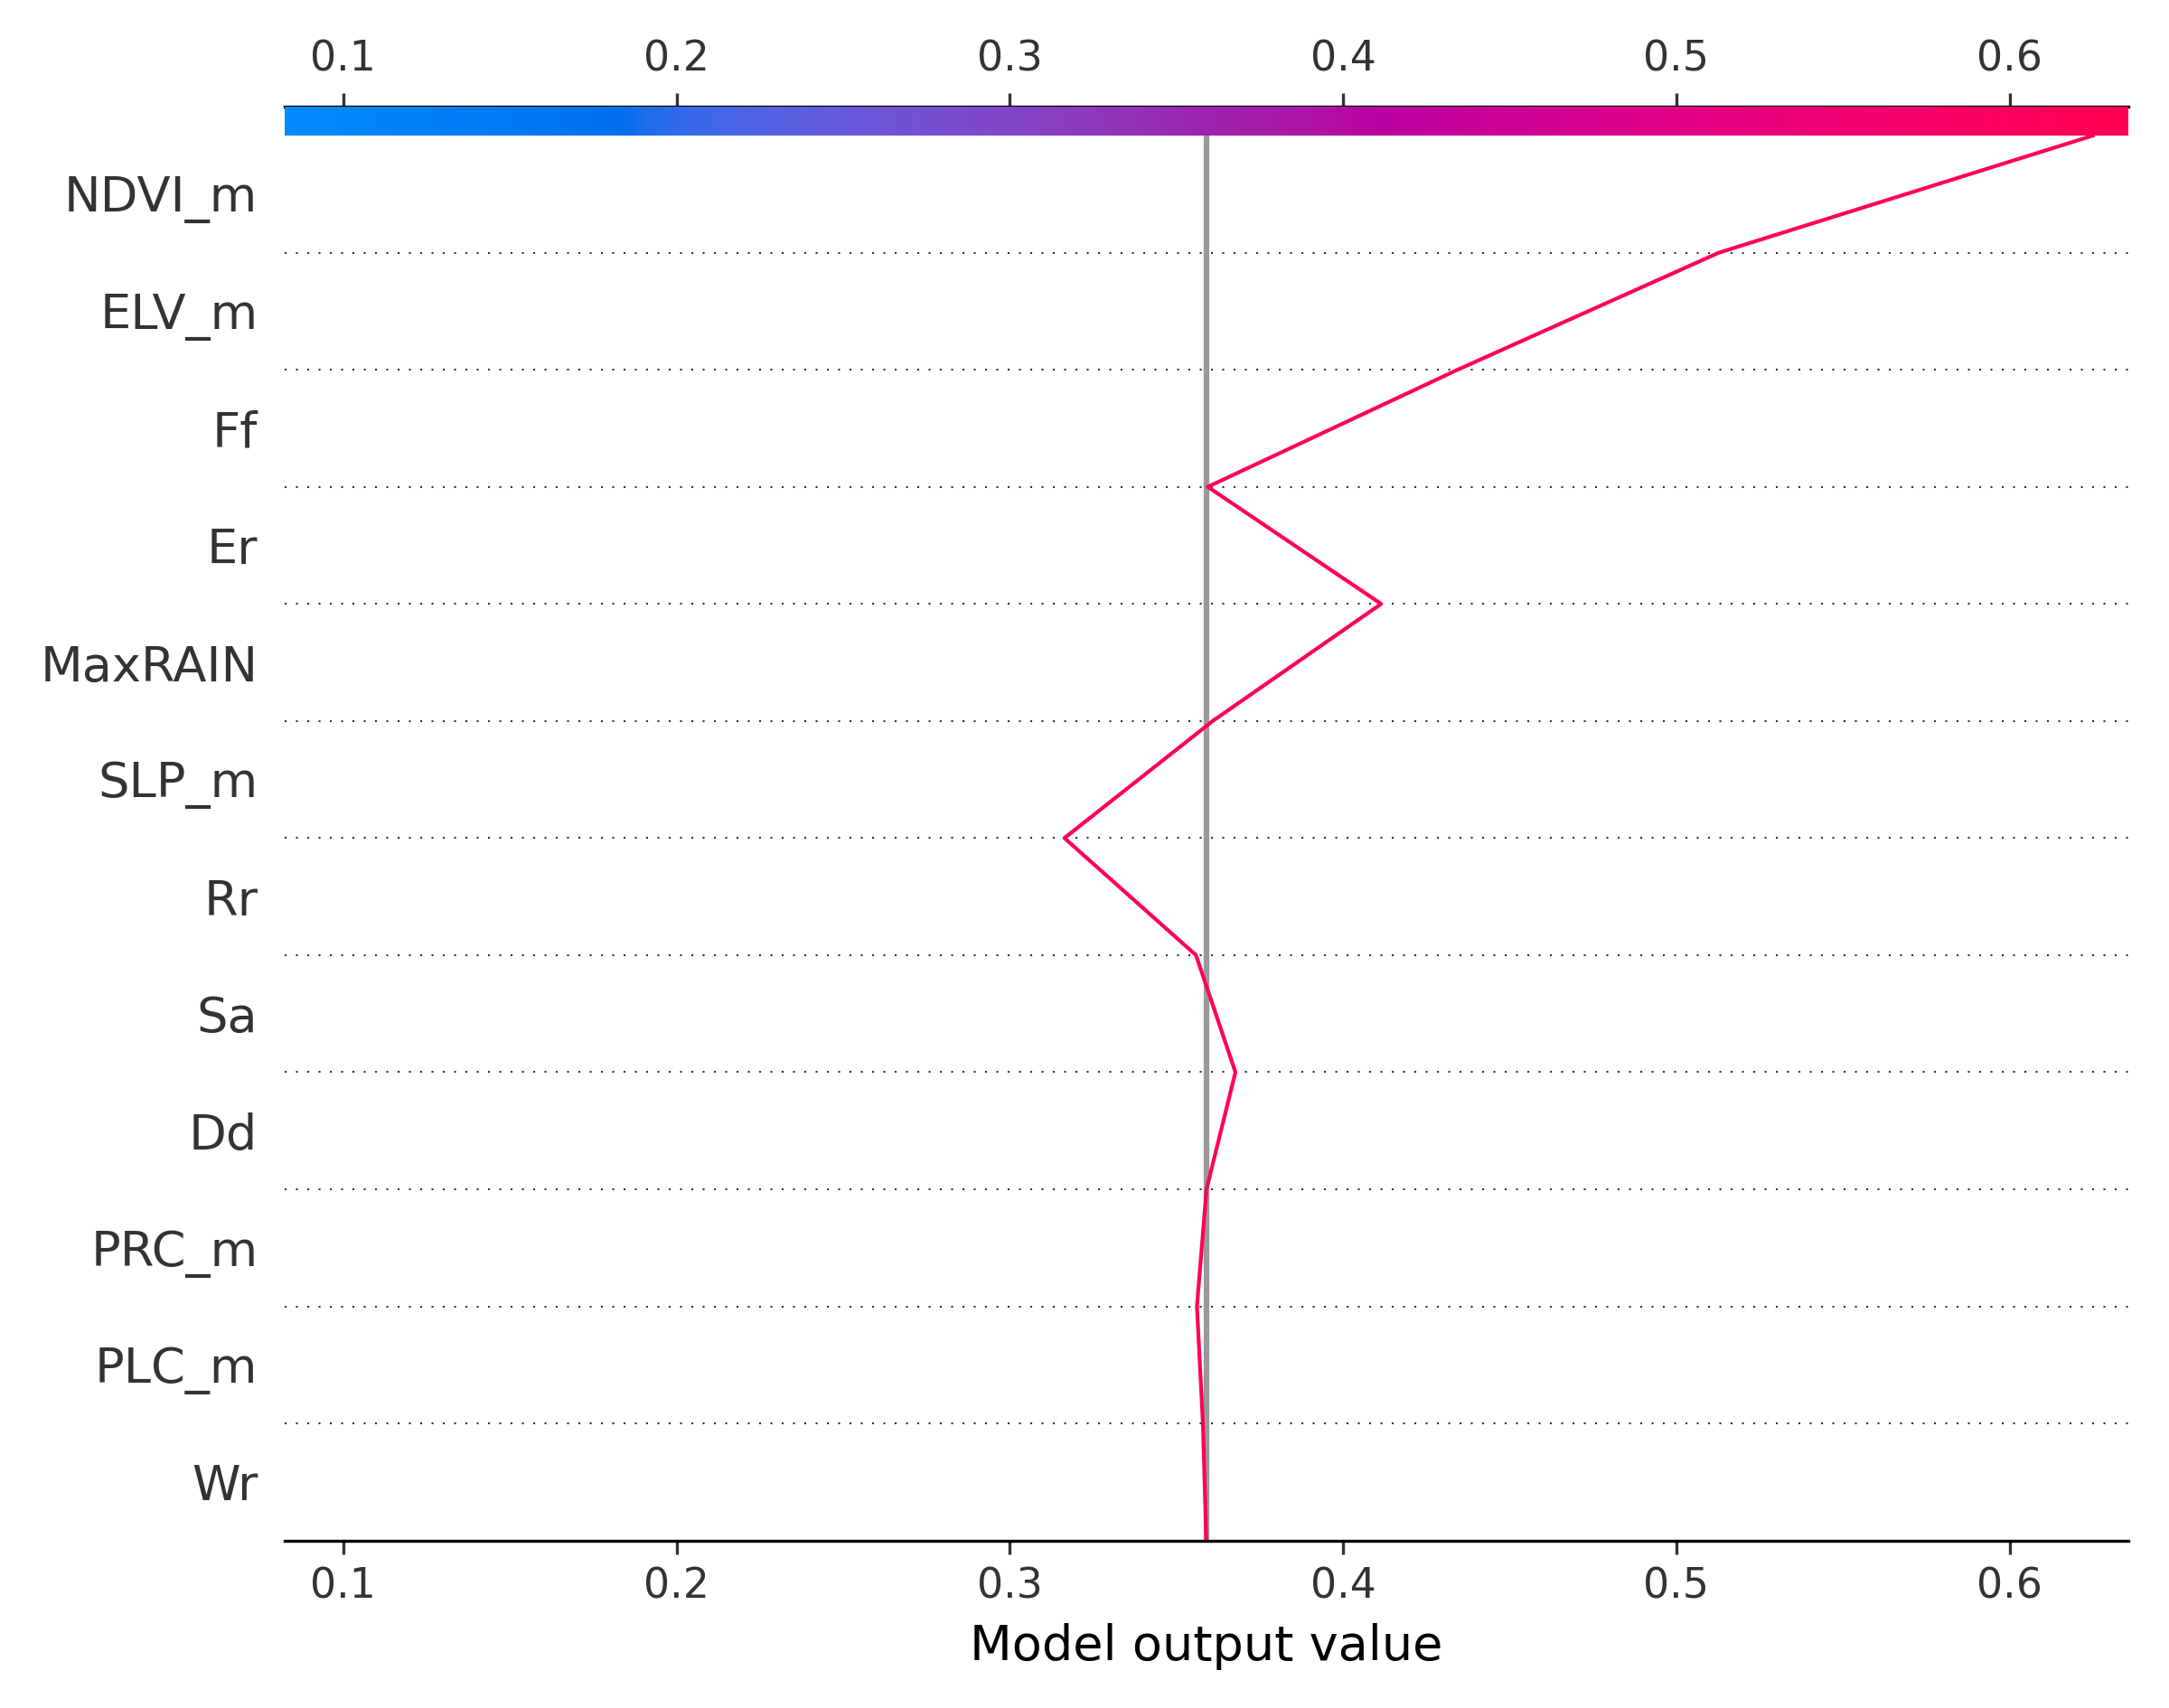 0.1 0.2 0.3 0.4 0.5 0.6
NDVI_m
ELV_m
Ff
Er
MaxRAIN
SLP_m
Rr
Sa
Dd
PRC_m
PLC_m
Wr
0.1 0.2 0.3 0.4 0.5 0.6
Model output value